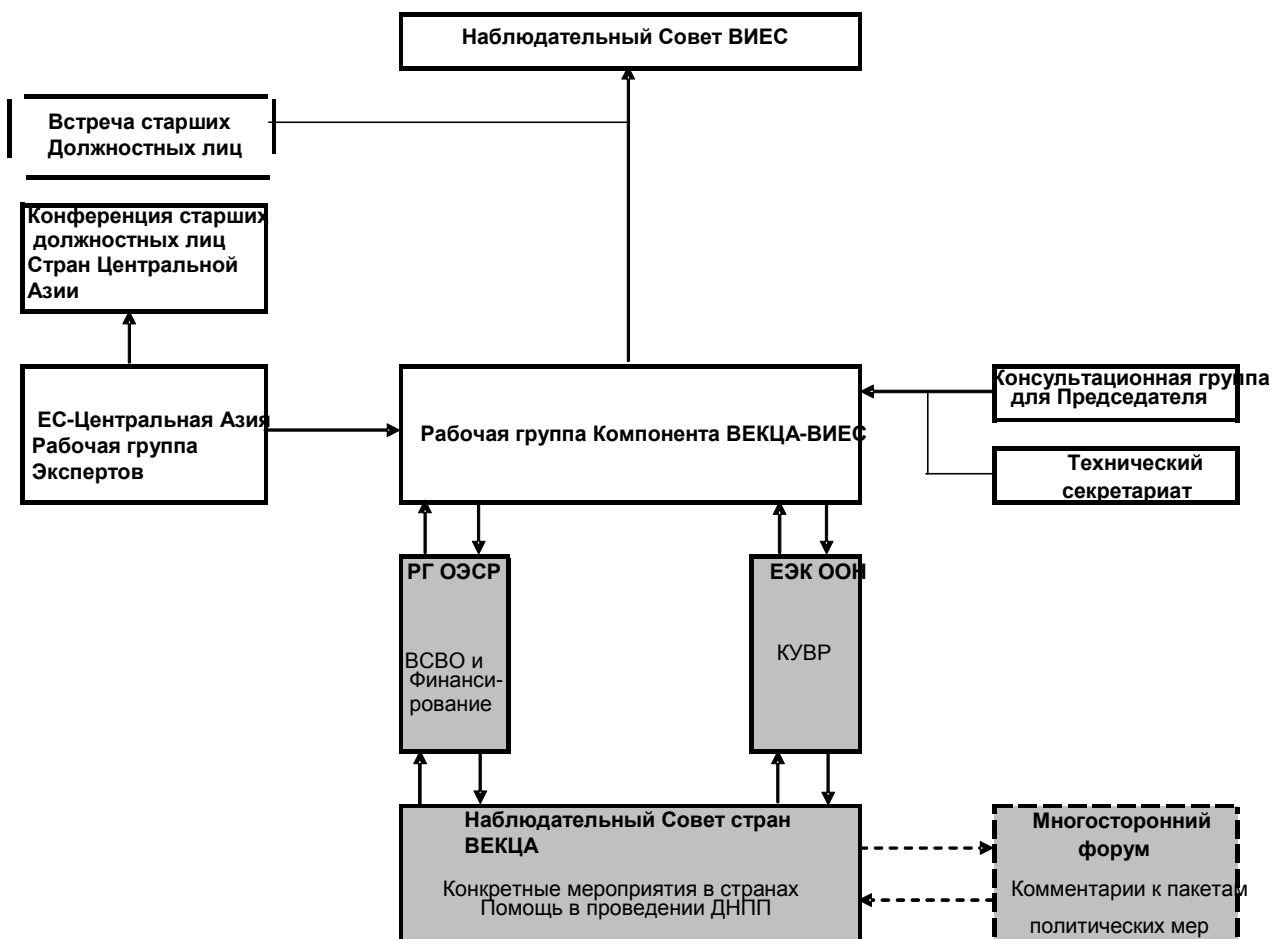 Наблюдательный Совет ВИЕС
Встреча старших
Должностных лиц
Конференция старших
должностных лиц
Стран Центральной
Азии
ЕС-Центральная Азия
Рабочая группа
Экспертов
Рабочая группа Компонента ВЕКЦА-ВИЕС
Консультационная группа
для Председателя
Технический
секретариат
РГ ОЭСР
ВСВО и
Финанси-
рование
ЕЭК ООН
КУВР
Наблюдательный Совет стран
ВЕКЦА
Конкретные мероприятия в странах
Помощь в проведении ДНПП
Многосторонний
форум
Комментарии к пакетам
политических мер